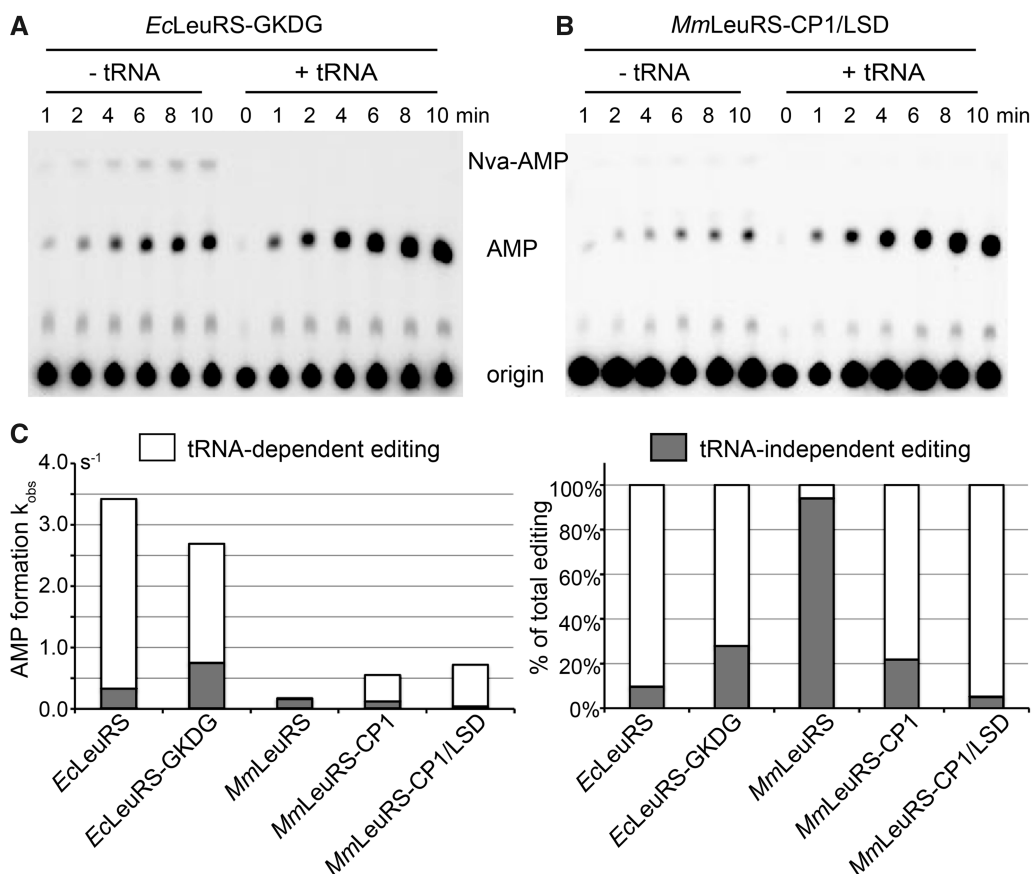 A
EcLeuRS-GKDG
- tRNA + tRNA
1 2 4 6 8 10 0 1 2 4 6 8 10 min
B
MmLeuRS-CP1/LSD
- tRNA + tRNA
1 2 4 6 8 10 0 1 2 4 6 8 10 min
Nva-AMP
AMP
origin
C
tRNA-dependent editing
tRNA-independent editing
AMP formation kobs
4.0 s-1
3.0
2.0
1.0
0.0
EcLeuRS
EcLeuRS-GKDG
MmLeuRS
MmLeuRS-CP1
MmLeuRS-CP1/LSD
% of total editing
100%
80%
60%
40%
20%
0%
EcLeuRS
EcLeuRS-GKDG
MmLeuRS
MmLeuRS-CP1
MmLeuRS-CP1/LSD